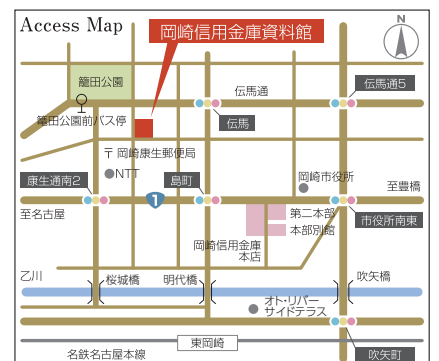 Access Map
岡崎信用金庫資料館
N
籠田公園
伝馬通
伝馬通5
籠田公園前バス停
伝馬
〒岡崎康生郵便局
NTT
康生通南2
島町
岡崎市役所
至豊橋
1
至名古屋
第二本部
本部別館
市役所南東
岡崎信用金庫
本店
乙川
桜城橋
明代橋
吹矢橋
オト・リバー
サイドテラス
東岡崎
名鉄名古屋本線
吹矢町